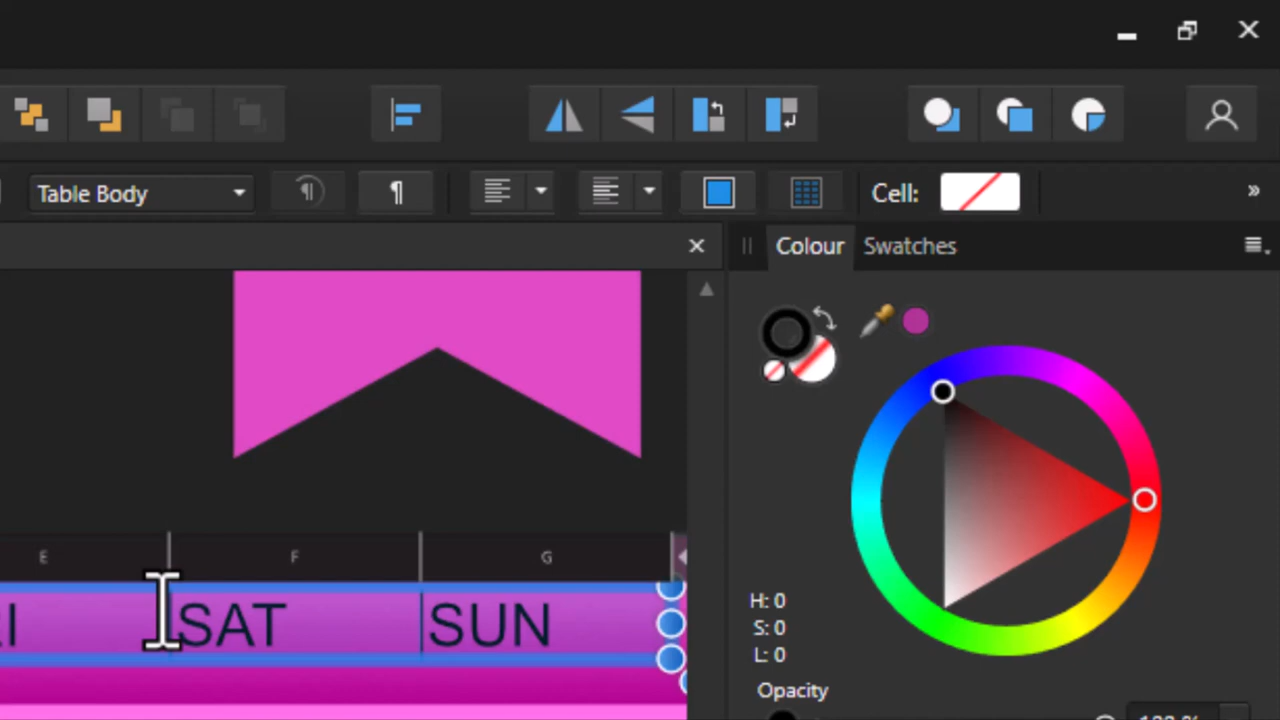 Table Body
Cell:
Colour Swatches
E F G
SAT SUN
H: 0
S: 0
L: 0
Opacity